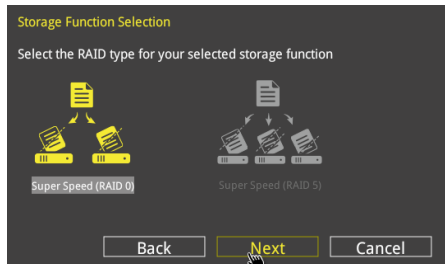 Storage Function Selection
Select the RAID type for your selected storage function
Super Speed (RAID 0)
Super Speed (RAID 5)
Back
Next
Cancel